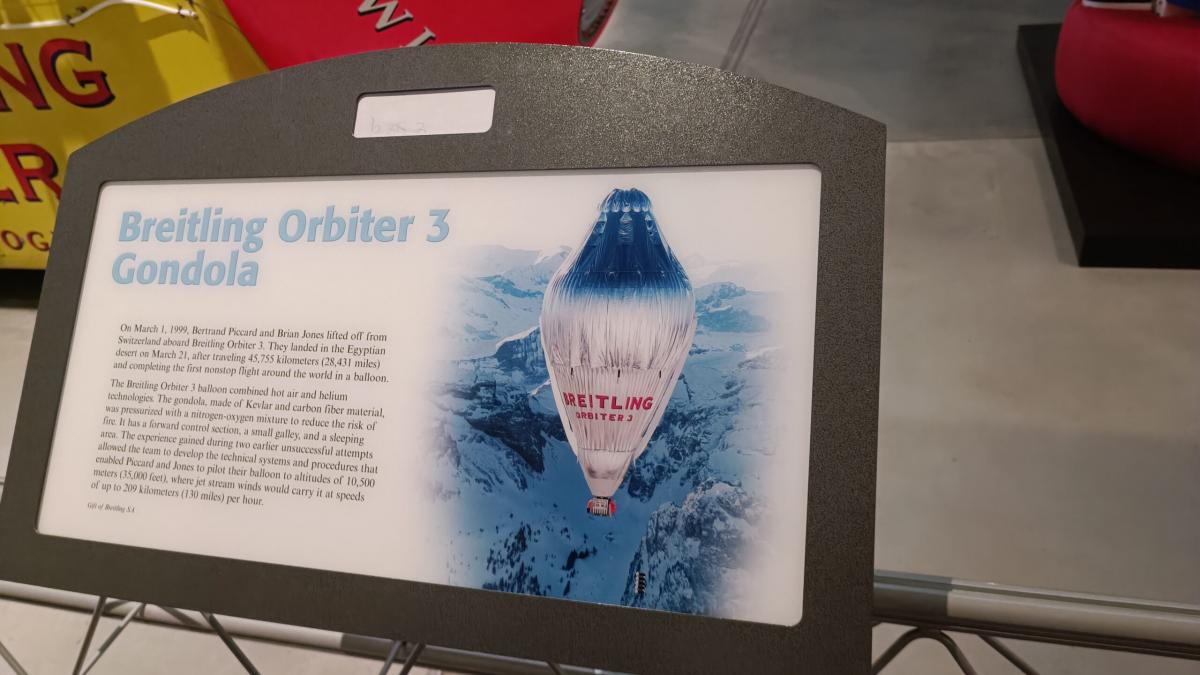 WI
NG
ER
OG
Breitling Orbiter 3
Gondola
On March 1, 1999, Bertrand Piccard and Brian Jones lifted off from
Switzerland aboard Breitling Orbiter 3. They landed in the Egyptian
desert on March 21, after traveling 45,755 kilometers (28,431 miles)
and completing the first nonstop flight around the world in a balloon.
The Breitling Orbiter 3 balloon combined hot air and helium
technologies. The gondola, made of Kevlar and carbon fiber material,
was pressurized with a nitrogen-oxygen mixture to reduce the risk of
fire. It has a forward control section, a small galley, and a sleeping
area. The experience gained during two earlier unsuccessful attempts
allowed the team to develop the technical systems and procedures that
enabled Piccard and Jones to pilot their balloon to altitudes of 10,500
meters (35,000 feet), where jet stream winds would carry it at speeds
of up to 209 kilometers (130 miles) per hour.
Gift of Breitling SA
BREITLING
ORBITER 3